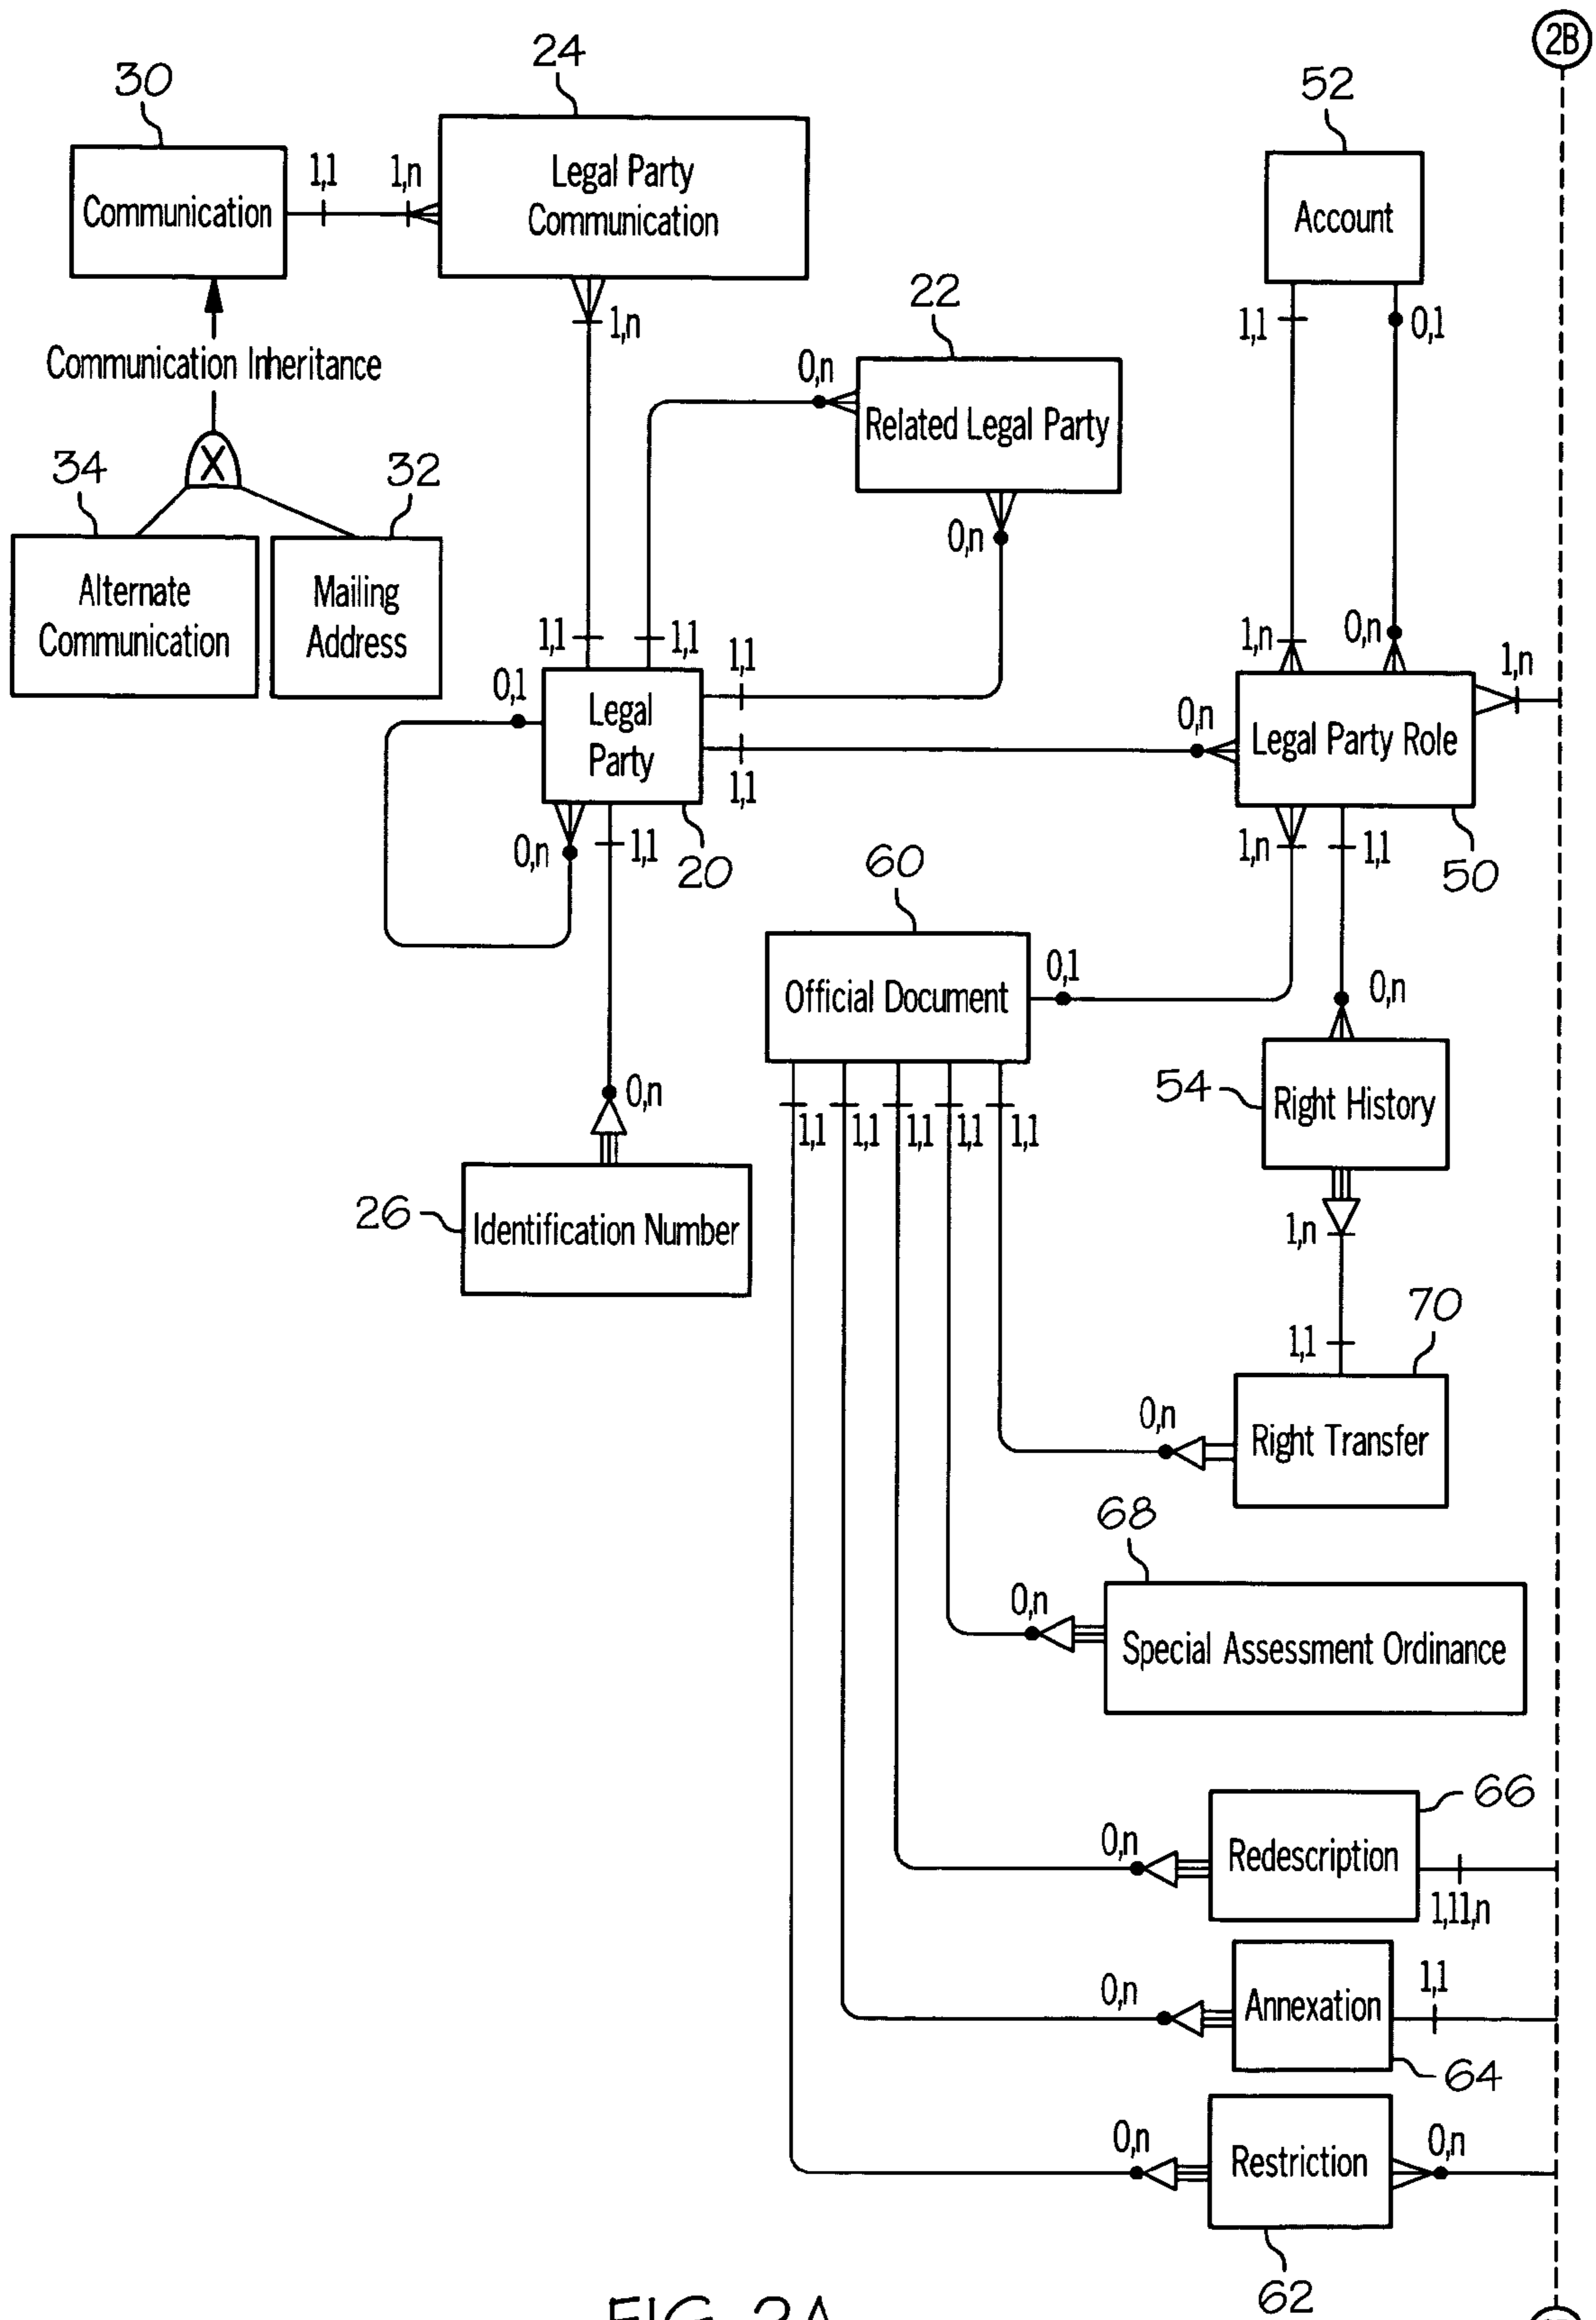 2B
24
30
52
Legal Party
Communication
1,1
1,n
Communication
Account
22
1,n
1,1
0,1
Communication Inheritance
0,n
Related Legal Party
34
32
0,n
Alternate
Communication
Mailing
Address
1,1
1,1
1,1
1,n
0,n
1,n
0,1
Legal
Party
0,n
Legal Party Role
1,1
0,n
1,1
20
1,n
1,1
50
60
Official Document
0,1
0,n
54
Right History
0,n
1,1
1,1
1,1
1,1
1,1
26
Identification Number
1,n
70
1,1
0,n
Right Transfer
68
0,n
Special Assessment Ordinance
66
0,n
Redescription
1,11,n
0,n
Annexation
1,1
64
0,n
Restriction
0,n
62
FIG. 2A